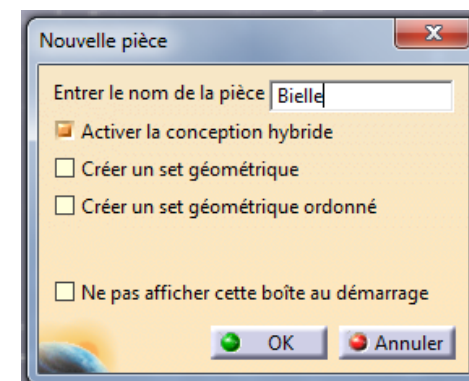 Nouvelle pièce
Entrer le nom de la pièce Bielle
Activer la conception hybride
Créer un set géométrique
Créer un set géométrique ordonné
Ne pas afficher cette boîte au démarrage
OK Annuler